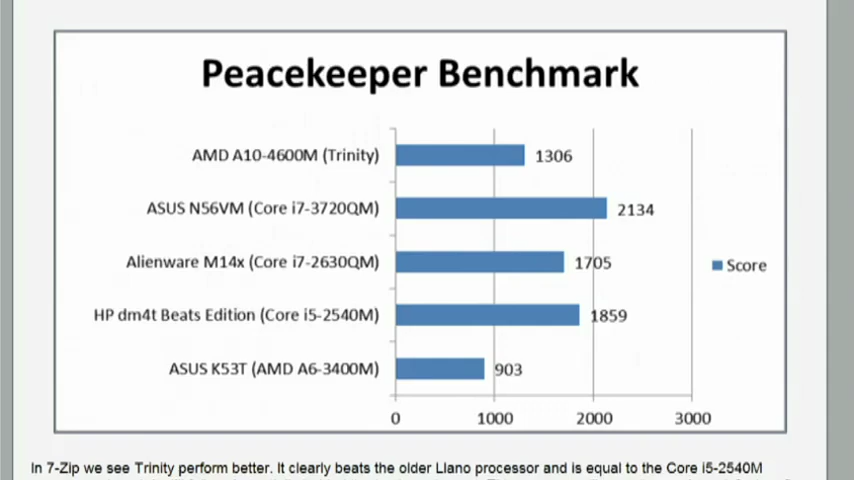 Peacekeeper Benchmark
AMD A10-4600M (Trinity) 1306
ASUS N56VM (Core i7-3720QM) 2134
Alienware M14x (Core i7-2630QM) 1705
Score
HP dm4t Beats Edition (Core i5-2540M) 1859
ASUS K53T (AMD A6-3400M) 903
0 1000 2000 3000
In 7-Zip we see Trinity perform better. It clearly beats the older Llano processor and is equal to the Core i5-2540M